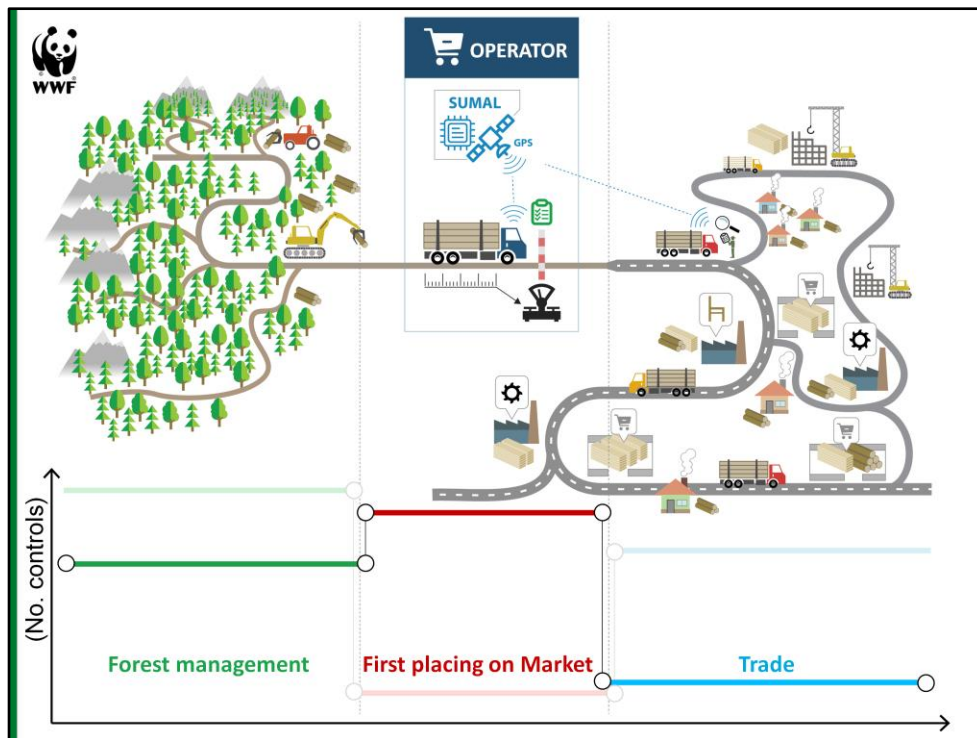 WWF
OPERATOR
SUMAL
GPS
(No. controls)
Forest management
First placing on Market
Trade